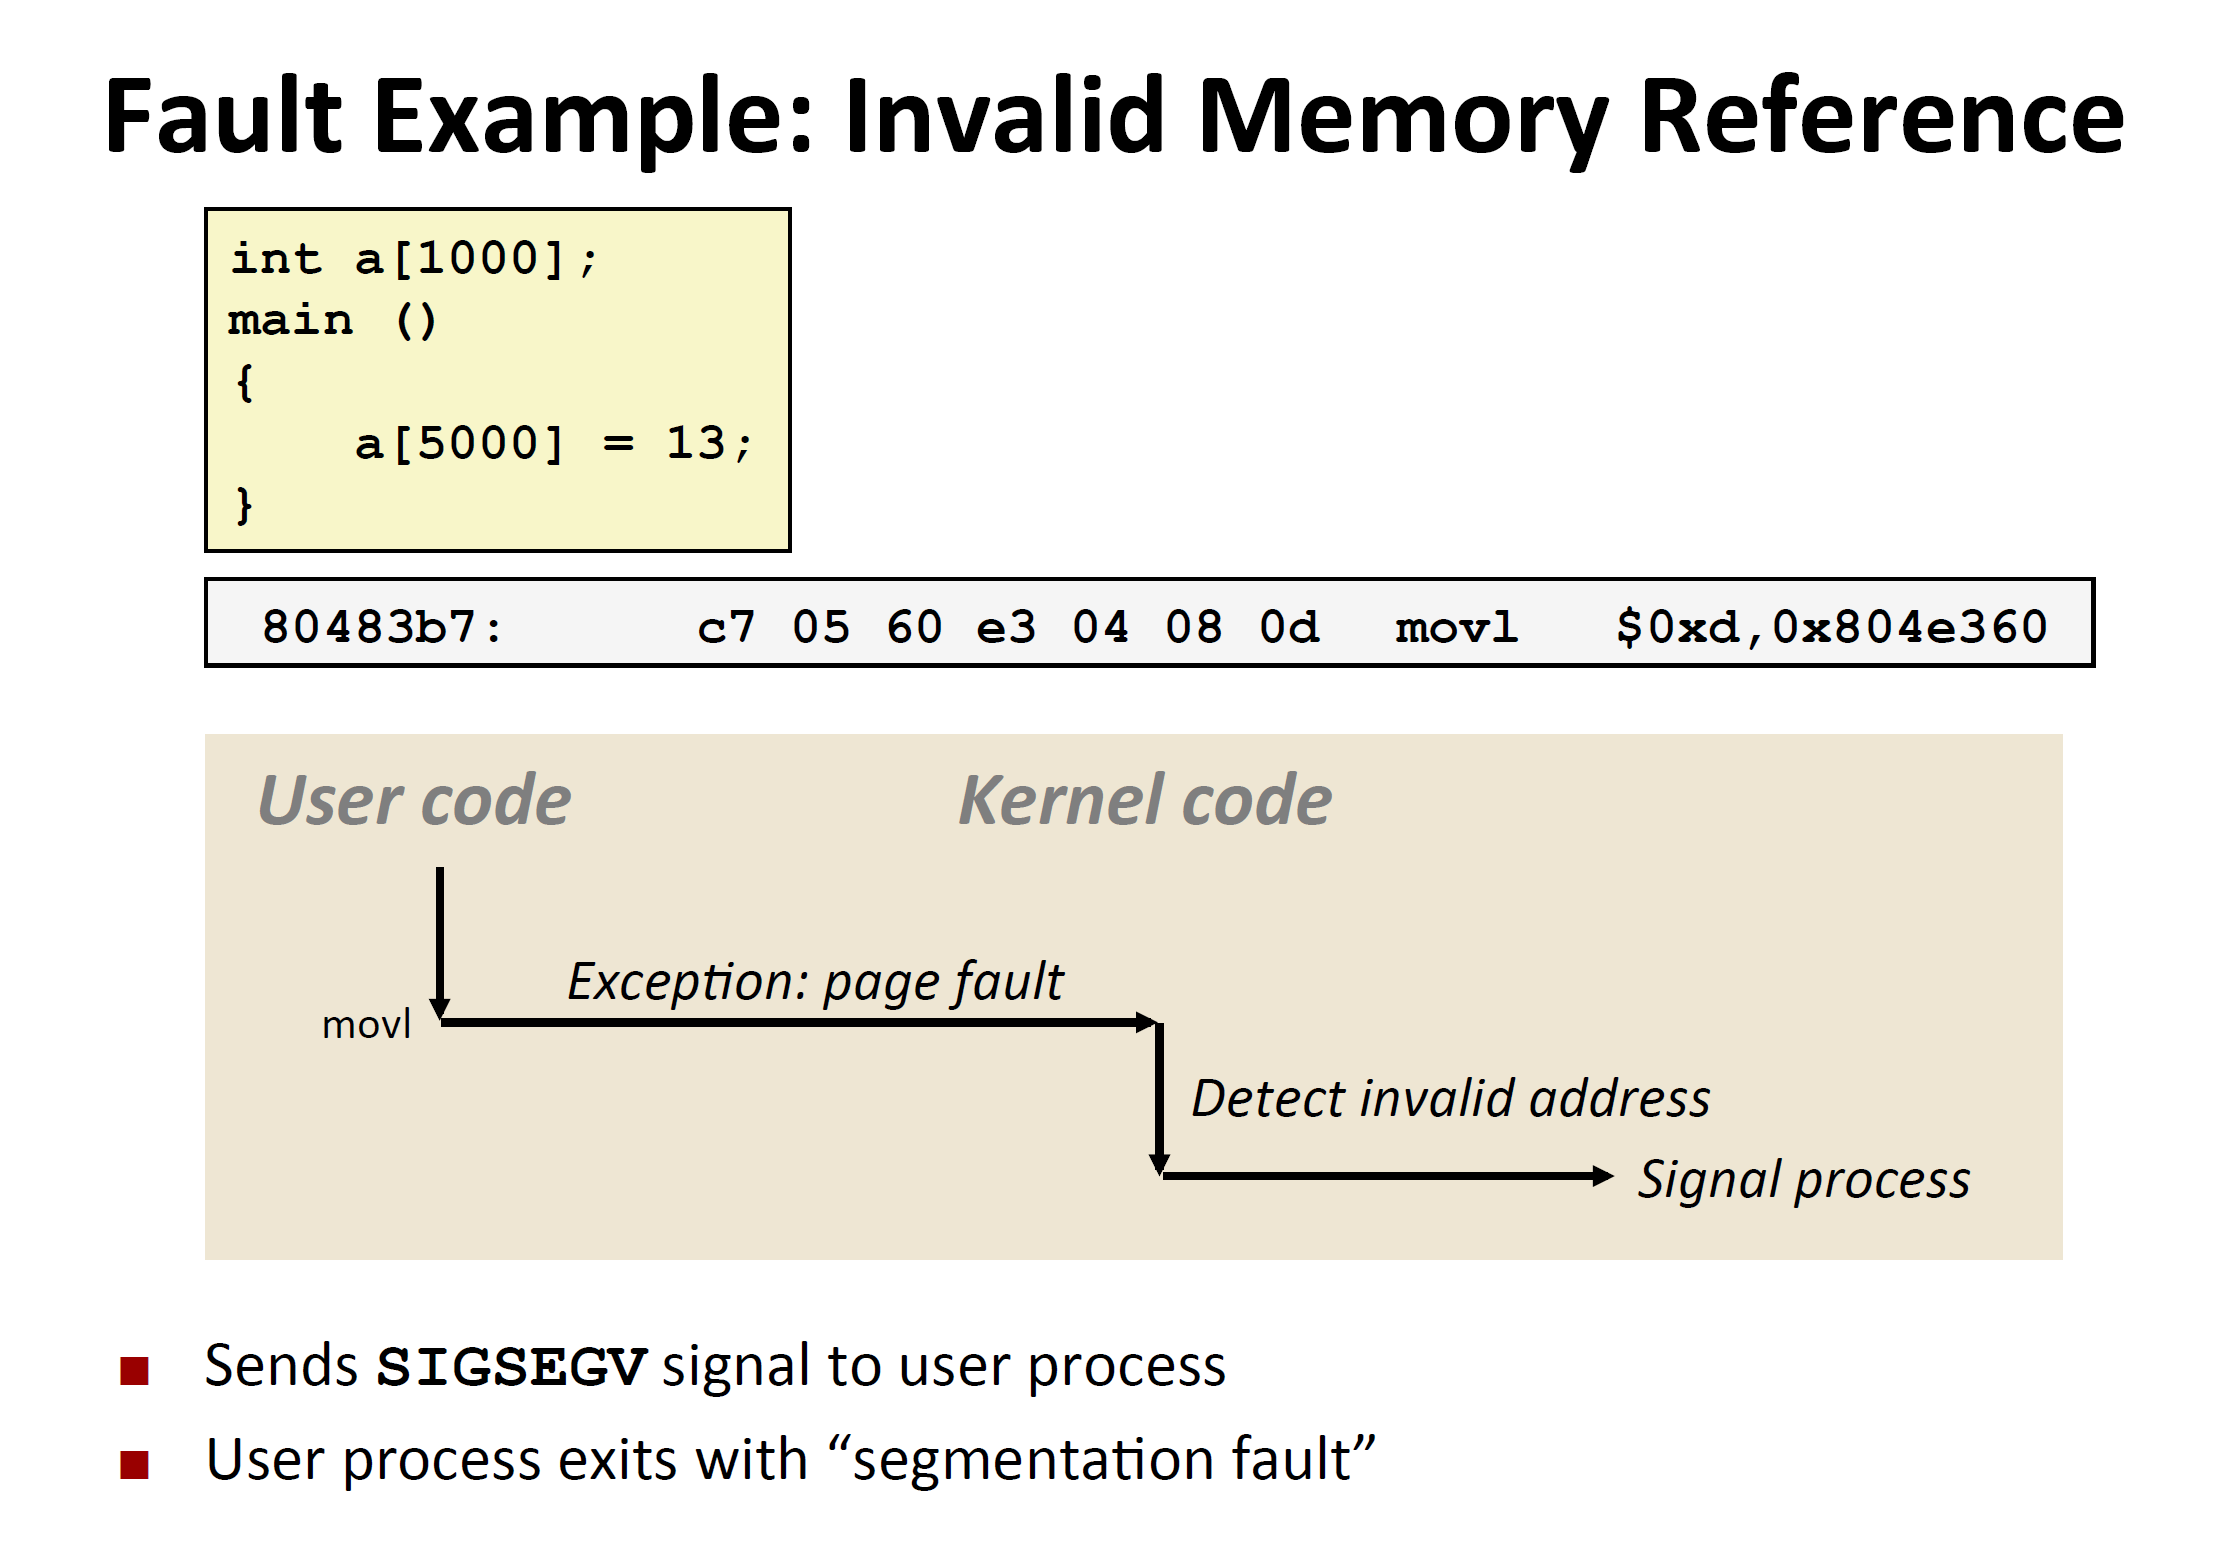 Fault Example: Invalid Memory Reference
int a[1000];
main ()
{
    a[5000] = 13;
}
80483b7:      c7 05 60 e3 04 08 0d  movl   $0xd,0x804e360
User code Kernel code
Exception: page fault
movl
Detect invalid address
Signal process
Sends SIGSEGV signal to user process
User process exits with “segmentation fault”